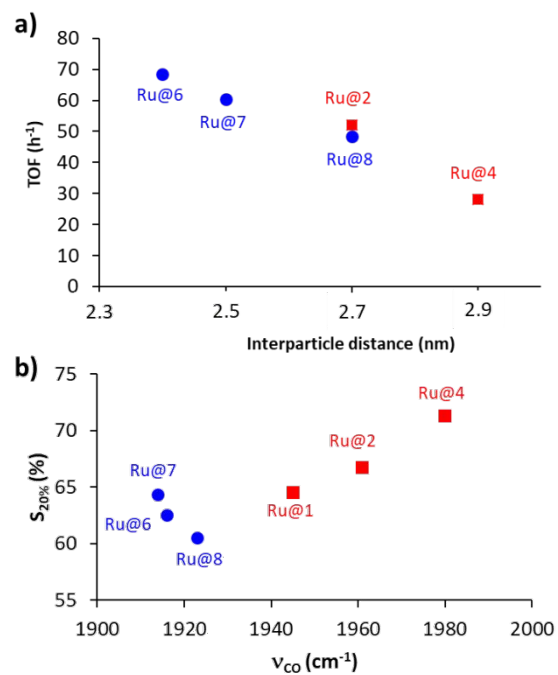 a)
80
70
60
50
40
30
20
10
0
TOF (h⁻¹)
Ru@6
Ru@7
Ru@2
Ru@8
Ru@4
2.3
2.5
2.7
2.9
Interparticle distance (nm)
b)
75
70
65
60
55
S20% (%)
Ru@4
Ru@2
Ru@7
Ru@1
Ru@6
Ru@8
1900
1920
1940
1960
1980
2000
νCO (cm⁻¹)